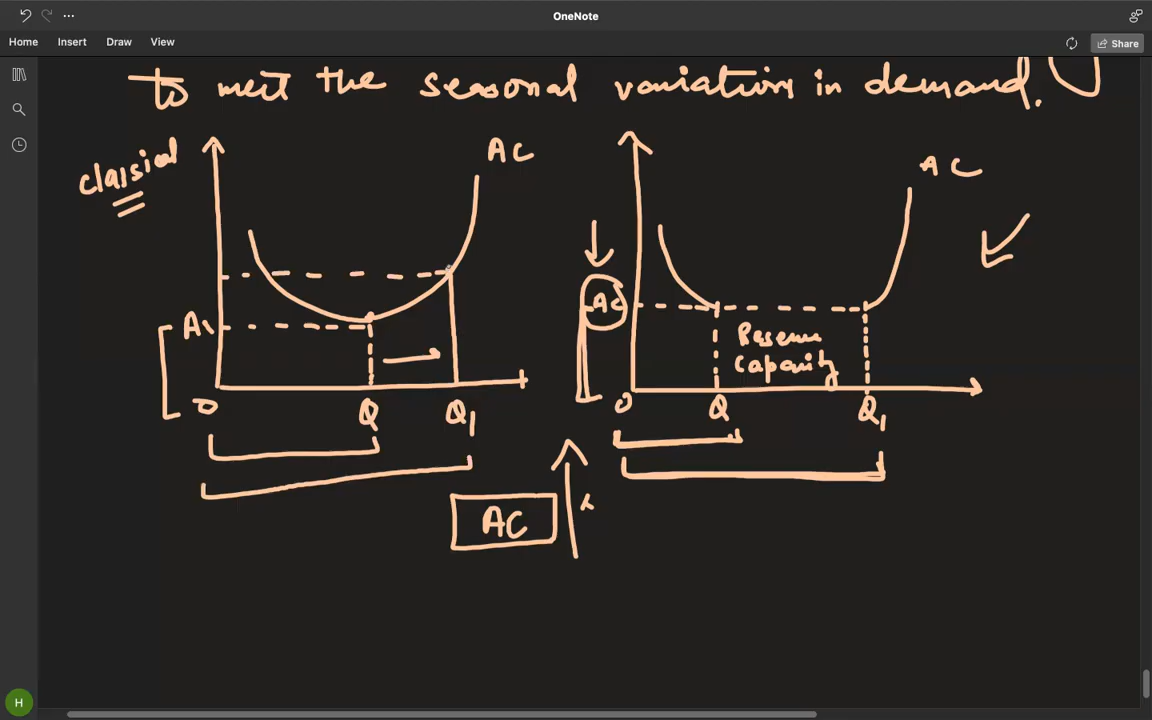 OneNote
Home Insert Draw View
Share
to meet the seasonal variation in demand.
classical
AC
AC
A1
AC
Reserve
Capacity
O Q Q1
O Q Q1
AC
H